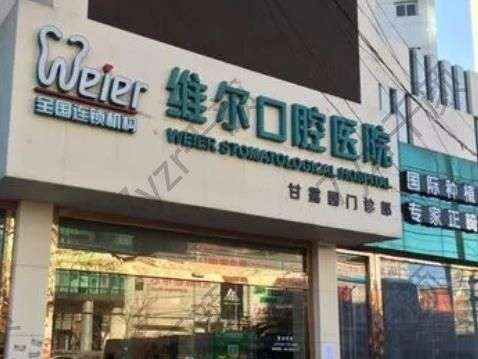 Weier
全国连锁机构
维尔口腔医院
WEIER STOMATOLOGICAL HOSPITAL
甘露园门诊部
国际种植
专家正畸